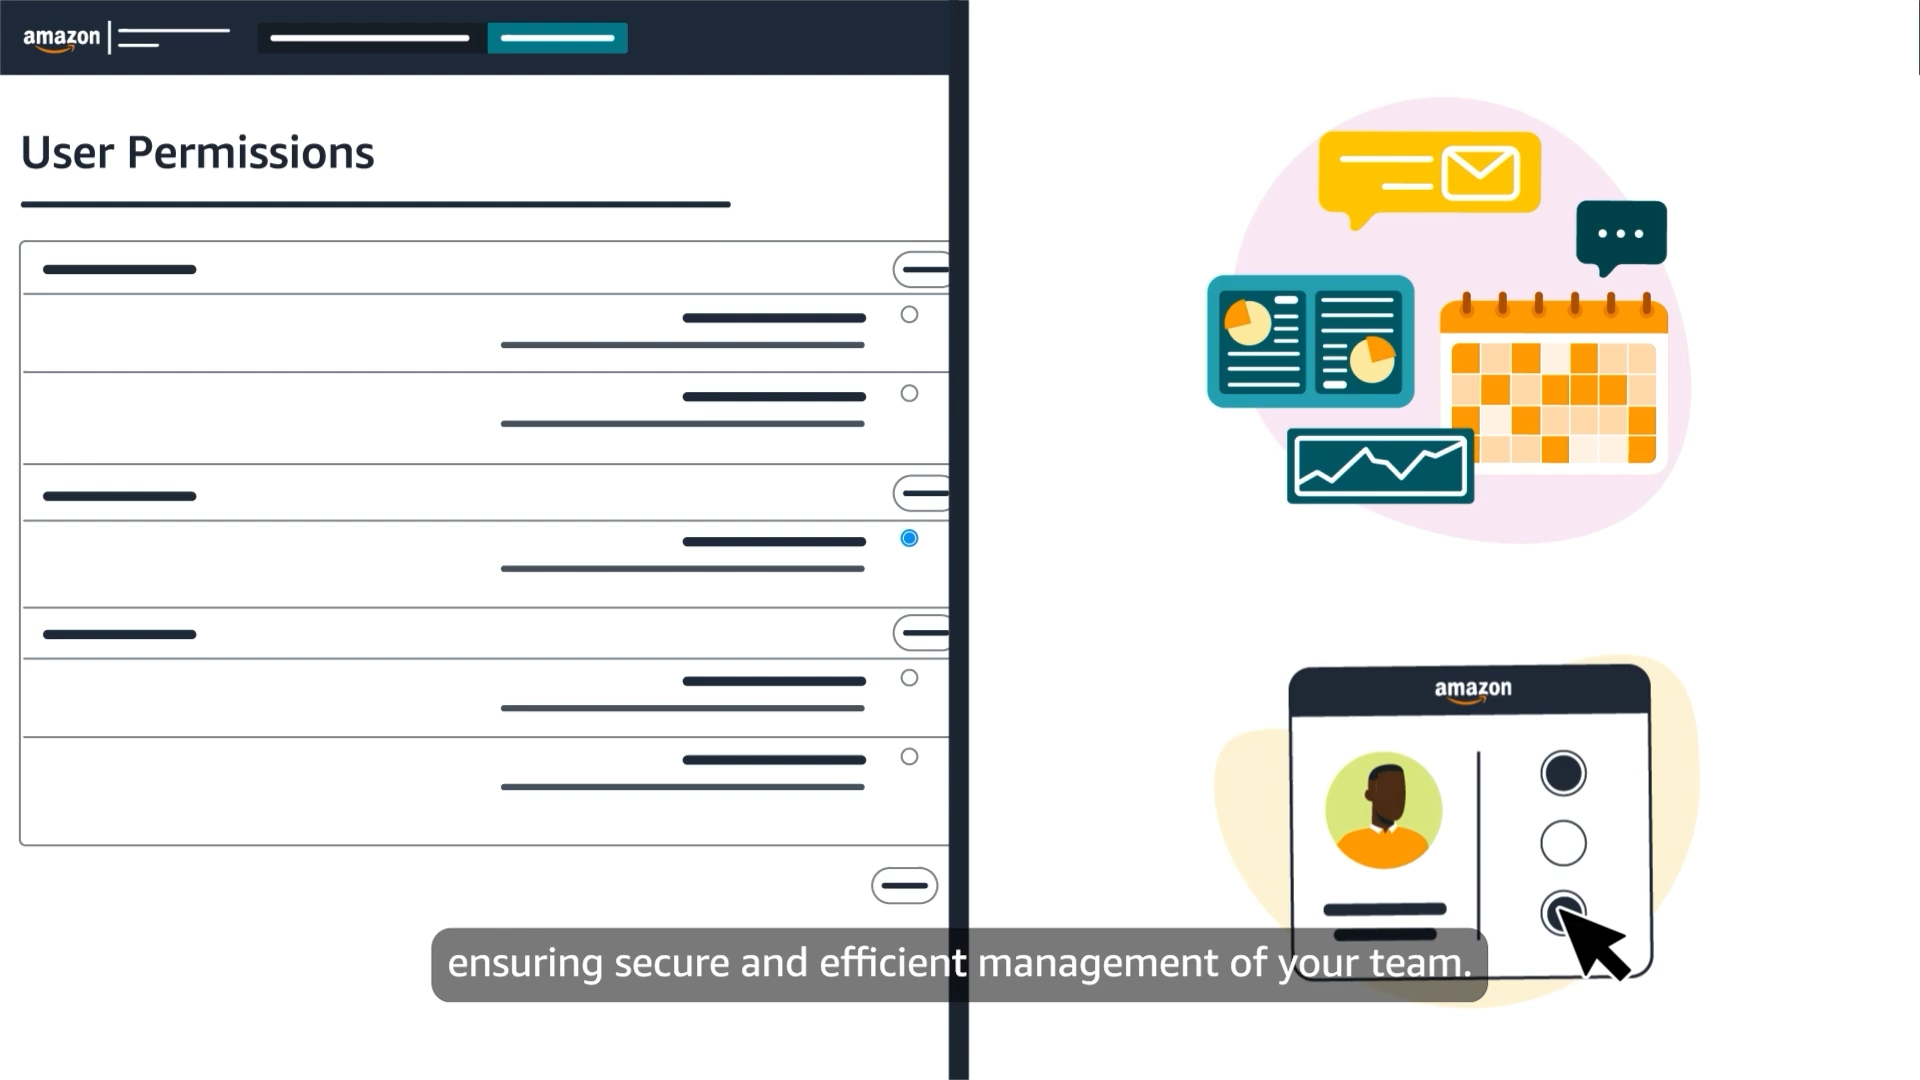 amazon
User Permissions
amazon
ensuring secure and efficient management of your team.